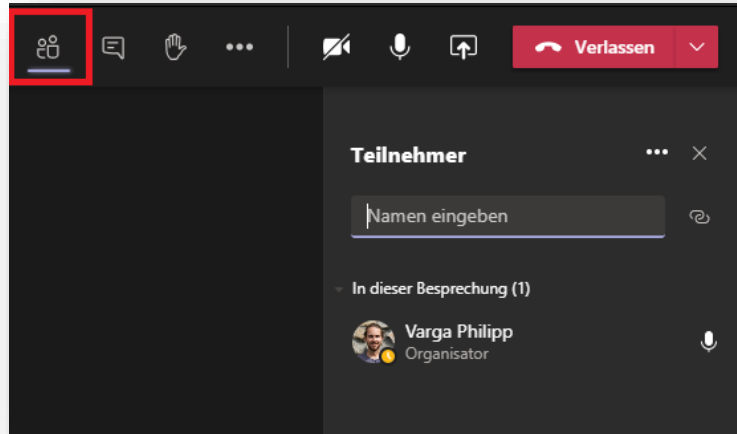 Verlassen
Teilnehmer
Namen eingeben
In dieser Besprechung (1)
Varga Philipp
Organisator